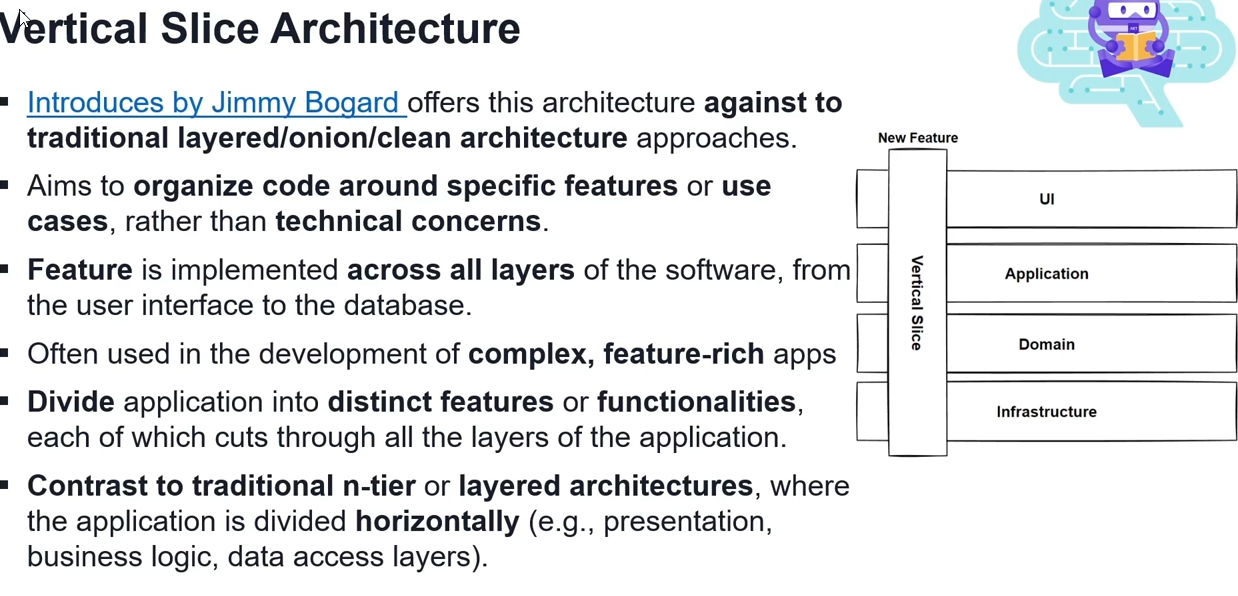 Vertical Slice Architecture
▪ Introduces by Jimmy Bogard offers this architecture against to
traditional layered/onion/clean architecture approaches.
▪ Aims to organize code around specific features or use
cases, rather than technical concerns.
▪ Feature is implemented across all layers of the software, from
the user interface to the database.
▪ Often used in the development of complex, feature-rich apps
▪ Divide application into distinct features or functionalities,
each of which cuts through all the layers of the application.
▪ Contrast to traditional n-tier or layered architectures, where
the application is divided horizontally (e.g., presentation,
business logic, data access layers).
New Feature
Vertical Slice
UI
Application
Domain
Infrastructure